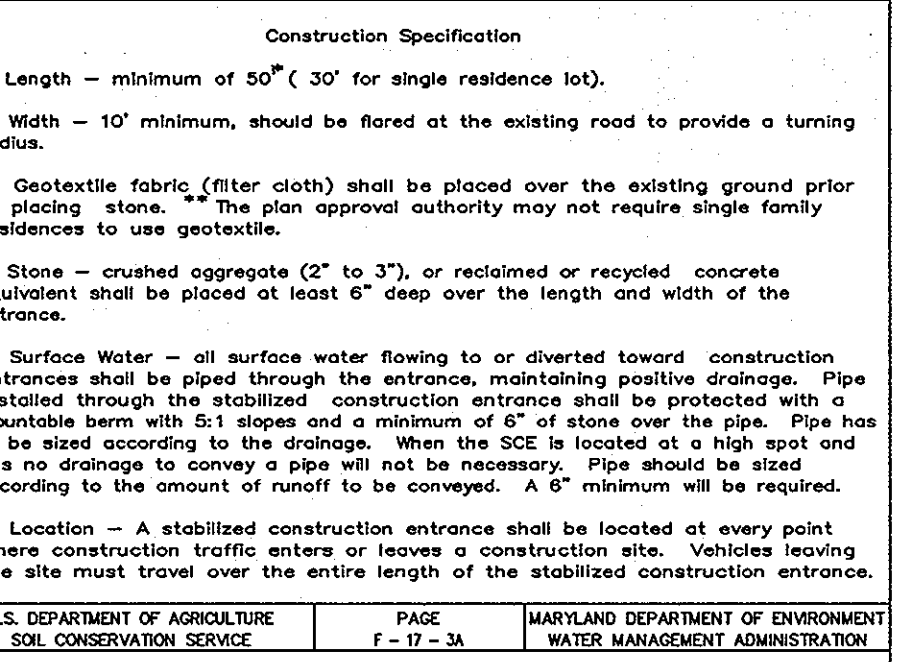 Construction Specification
Length — minimum of 50'* ( 30' for single residence lot).
Width — 10' minimum, should be flared at the existing road to provide a turning
dius.
Geotextile fabric (filter cloth) shall be placed over the existing ground prior
placing stone. ** The plan approval authority may not require single family
sidences to use geotextile.
Stone — crushed aggregate (2" to 3"), or reclaimed or recycled concrete
uivalent shall be placed at least 6" deep over the length and width of the
trance.
Surface Water — all surface water flowing to or diverted toward construction
ntrances shall be piped through the entrance, maintaining positive drainage. Pipe
stalled through the stabilized construction entrance shall be protected with a
ountable berm with 5:1 slopes and a minimum of 6" of stone over the pipe. Pipe has
be sized according to the drainage. When the SCE is located at a high spot and
s no drainage to convey a pipe will not be necessary. Pipe should be sized
cording to the amount of runoff to be conveyed. A 6" minimum will be required.
Location — A stabilized construction entrance shall be located at every point
here construction traffic enters or leaves a construction site. Vehicles leaving
e site must travel over the entire length of the stabilized construction entrance.
.S. DEPARTMENT OF AGRICULTURE
SOIL CONSERVATION SERVICE
PAGE
F - 17 - 3A
MARYLAND DEPARTMENT OF ENVIRONMENT
WATER MANAGEMENT ADMINISTRATION